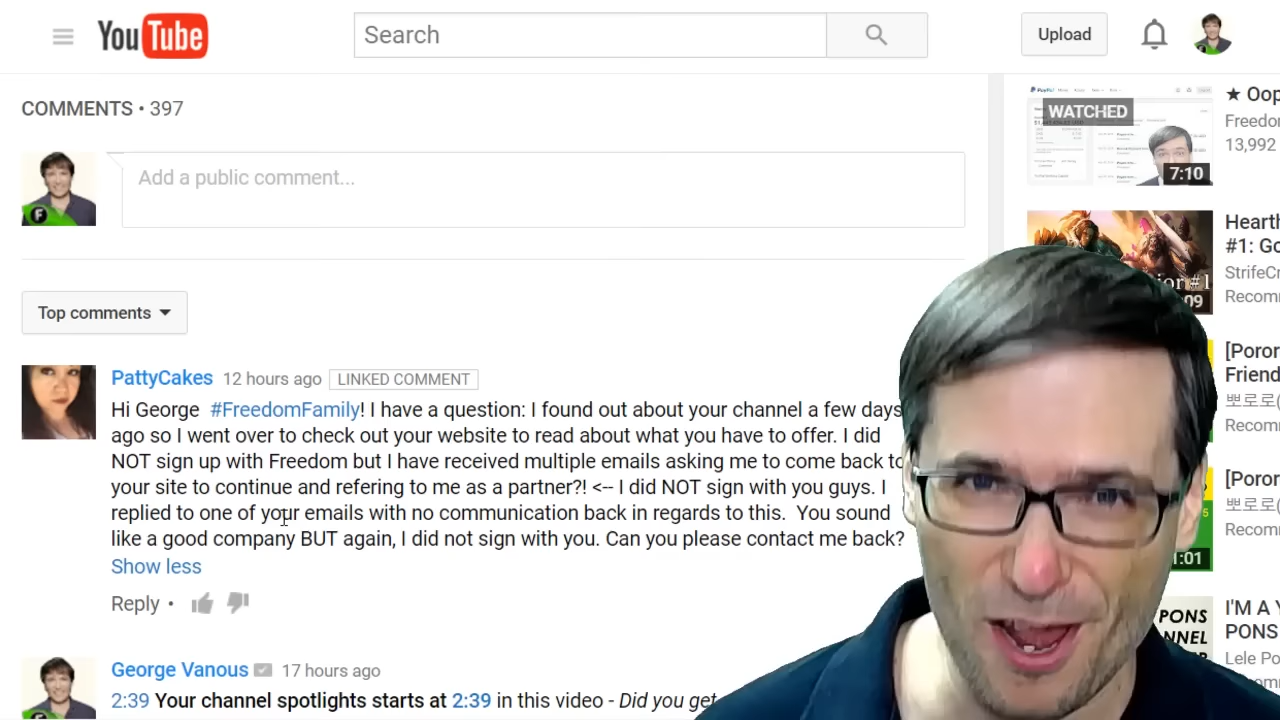 YouTube
Search
Upload
COMMENTS • 397
Add a public comment...
Top comments
PattyCakes 12 hours ago LINKED COMMENT
Hi George #FreedomFamily! I have a question: I found out about your channel a few days
ago so I went over to check out your website to read about what you have to offer. I did
NOT sign up with Freedom but I have received multiple emails asking me to come back to
your site to continue and refering to me as a partner?! <-- I did NOT sign with you guys. I
replied to one of your emails with no communication back in regards to this. You sound
like a good company BUT again, I did not sign with you. Can you please contact me back?
Show less
Reply •
George Vanous 17 hours ago
2:39 Your channel spotlights starts at 2:39 in this video - Did you get
WATCHED
7:10
★ Oop
Freedon
13,992
Hearth
#1: Go
StrifeCr
Recom
09
[Poror
Friend
뽀로로(
Recom
[Poror
뽀로로(
Recom
1:01
PONS
I'M A Y
PONS
Lele Po